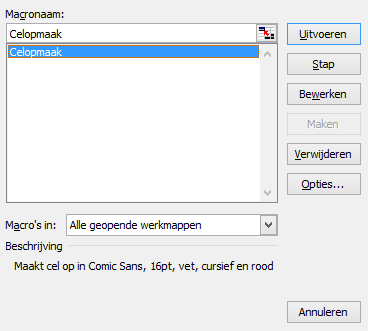 Macronaam:
Celopmaak
Celopmaak
Uitvoeren
Stap
Bewerken
Maken
Verwijderen
Opties...
Macro's in: Alle geopende werkmappen
Beschrijving
Maakt cel op in Comic Sans, 16pt, vet, cursief en rood
Annuleren